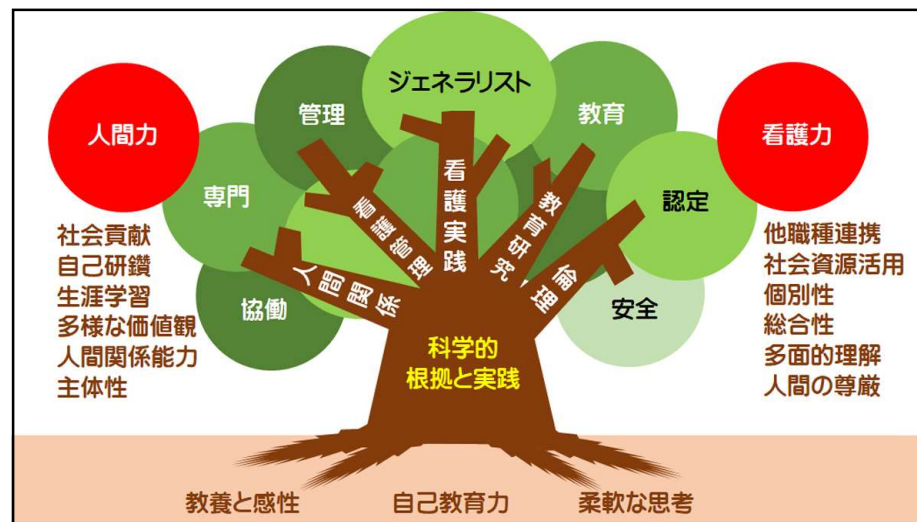 ジェネラリスト
管理
教育
人間力
看護力
専門
認定
協働
安全
人間関係
看護管理
看護実践
教育研究
倫理
科学的
根拠と実践
社会貢献
自己研鑽
生涯学習
多様な価値観
人間関係能力
主体性
他職種連携
社会資源活用
個別性
総合性
多面的理解
人間の尊厳
教養と感性
自己教育力
柔軟な思考